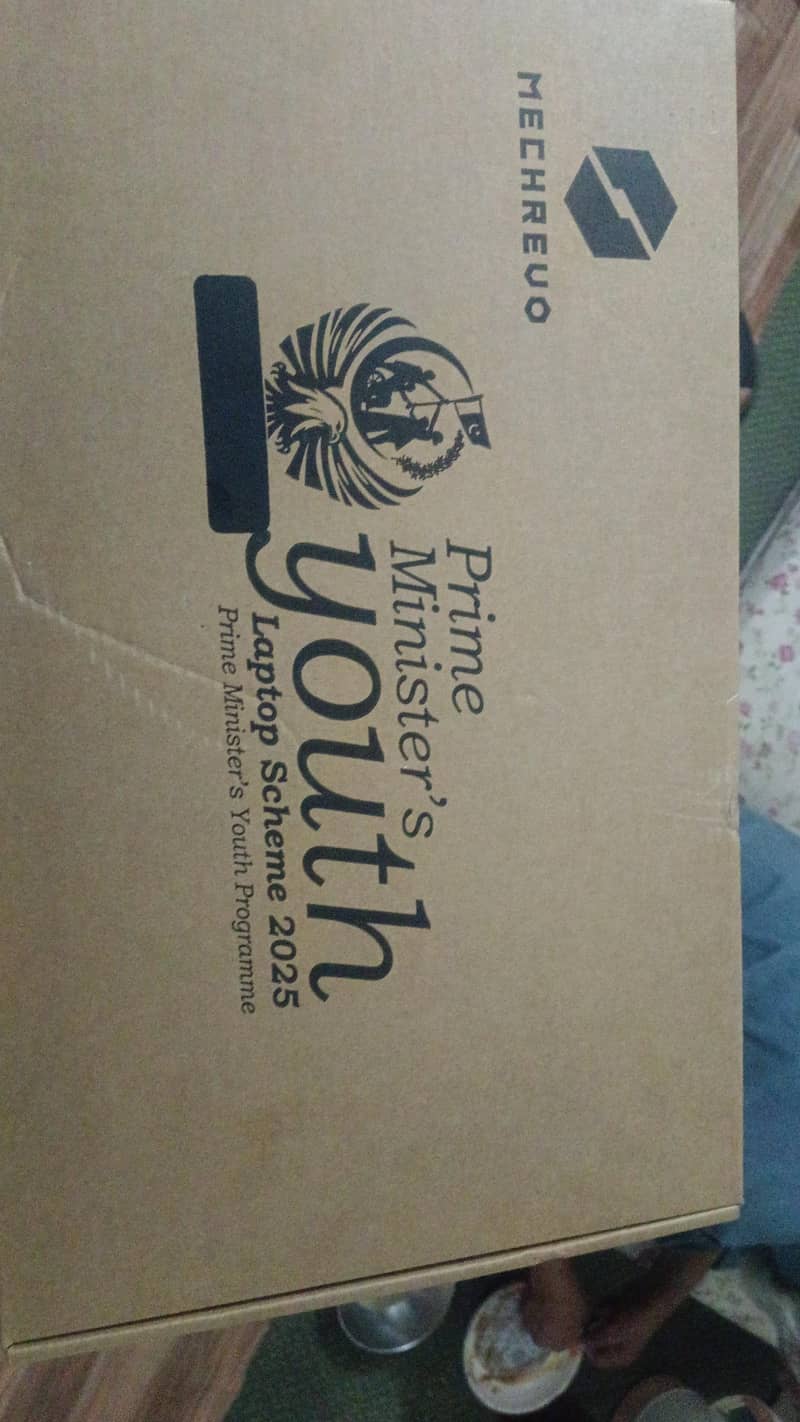 MECHREVO
Prime
Minister's
youth
Laptop Scheme 2025
Prime Minister's Youth Programme